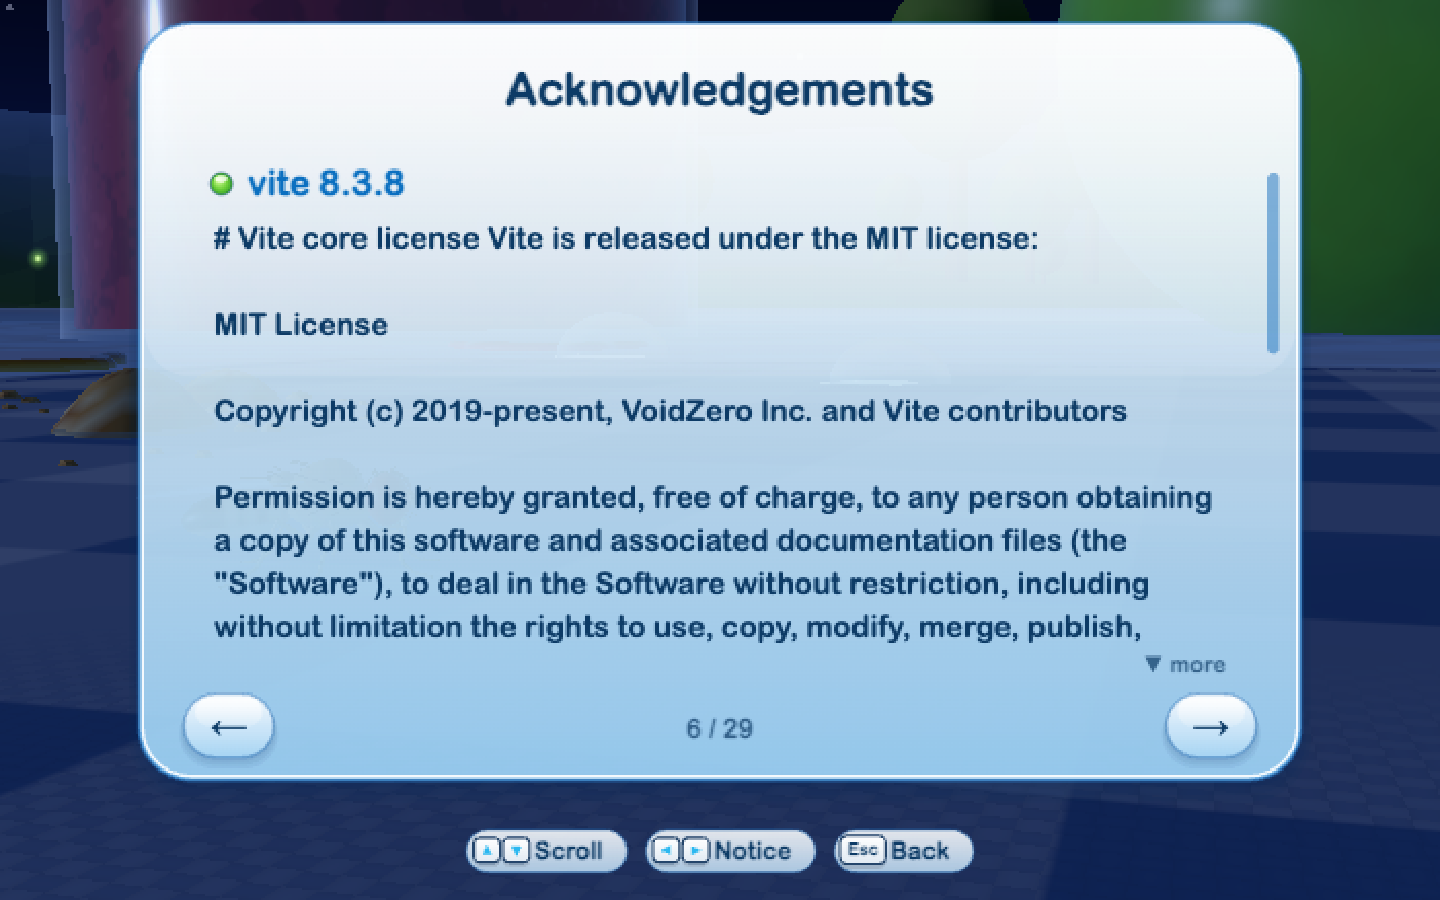 Acknowledgements
vite 8.3.8
# Vite core license Vite is released under the MIT license:
MIT License
Copyright (c) 2019-present, VoidZero Inc. and Vite contributors
Permission is hereby granted, free of charge, to any person obtaining
a copy of this software and associated documentation files (the
"Software"), to deal in the Software without restriction, including
without limitation the rights to use, copy, modify, merge, publish,
▼ more
← 6 / 29 →
▲ ▼ Scroll ◄ ► Notice Esc Back